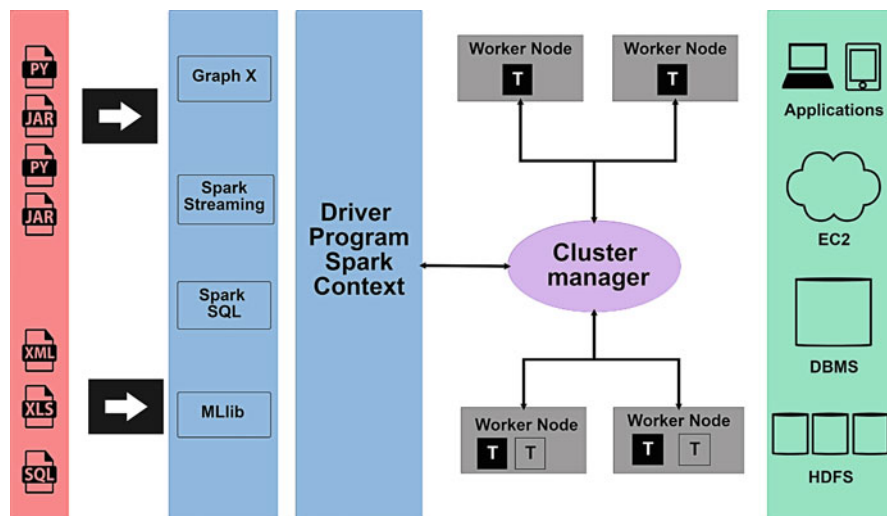 PY
JAR
PY
JAR
XML
XLS
SQL
Graph X
Spark
Streaming
Spark
SQL
MLlib
Driver
Program
Spark
Context
Worker Node
T
Worker Node
T
Cluster
manager
Worker Node
T T
Worker Node
T T
Applications
EC2
DBMS
HDFS